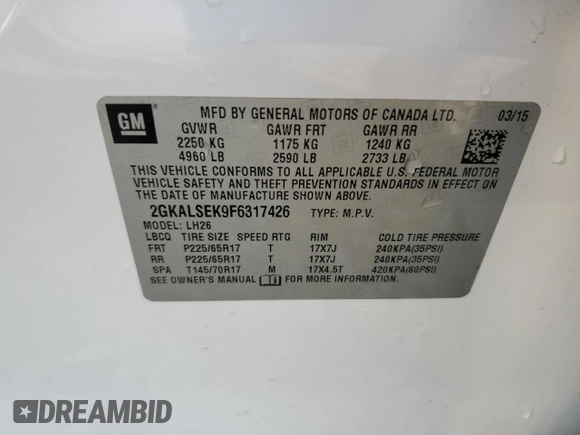 GM
MFD BY GENERAL MOTORS OF CANADA LTD. 03/15
GVWR GAWR FRT GAWR RR
2250 KG 1175 KG 1240 KG
4960 LB 2590 LB 2733 LB
THIS VEHICLE CONFORMS TO ALL APPLICABLE U.S. FEDERAL MOTOR
VEHICLE SAFETY AND THEFT PREVENTION STANDARDS IN EFFECT ON
THE DATE OF MANUFACTURE SHOWN ABOVE.
2GKALSEK9F6317426 TYPE: M.P.V.
MODEL: LH26
LBCQ TIRE SIZE SPEED RTG RIM COLD TIRE PRESSURE
FRT P225/65R17 T 17X7J 240KPA(35PSI)
RR P225/65R17 T 17X7J 240KPA(35PSI)
SPA T145/70R17 M 17X4.5T 420KPA(60PSI)
SEE OWNER'S MANUAL FOR MORE INFORMATION.
DREAMBID